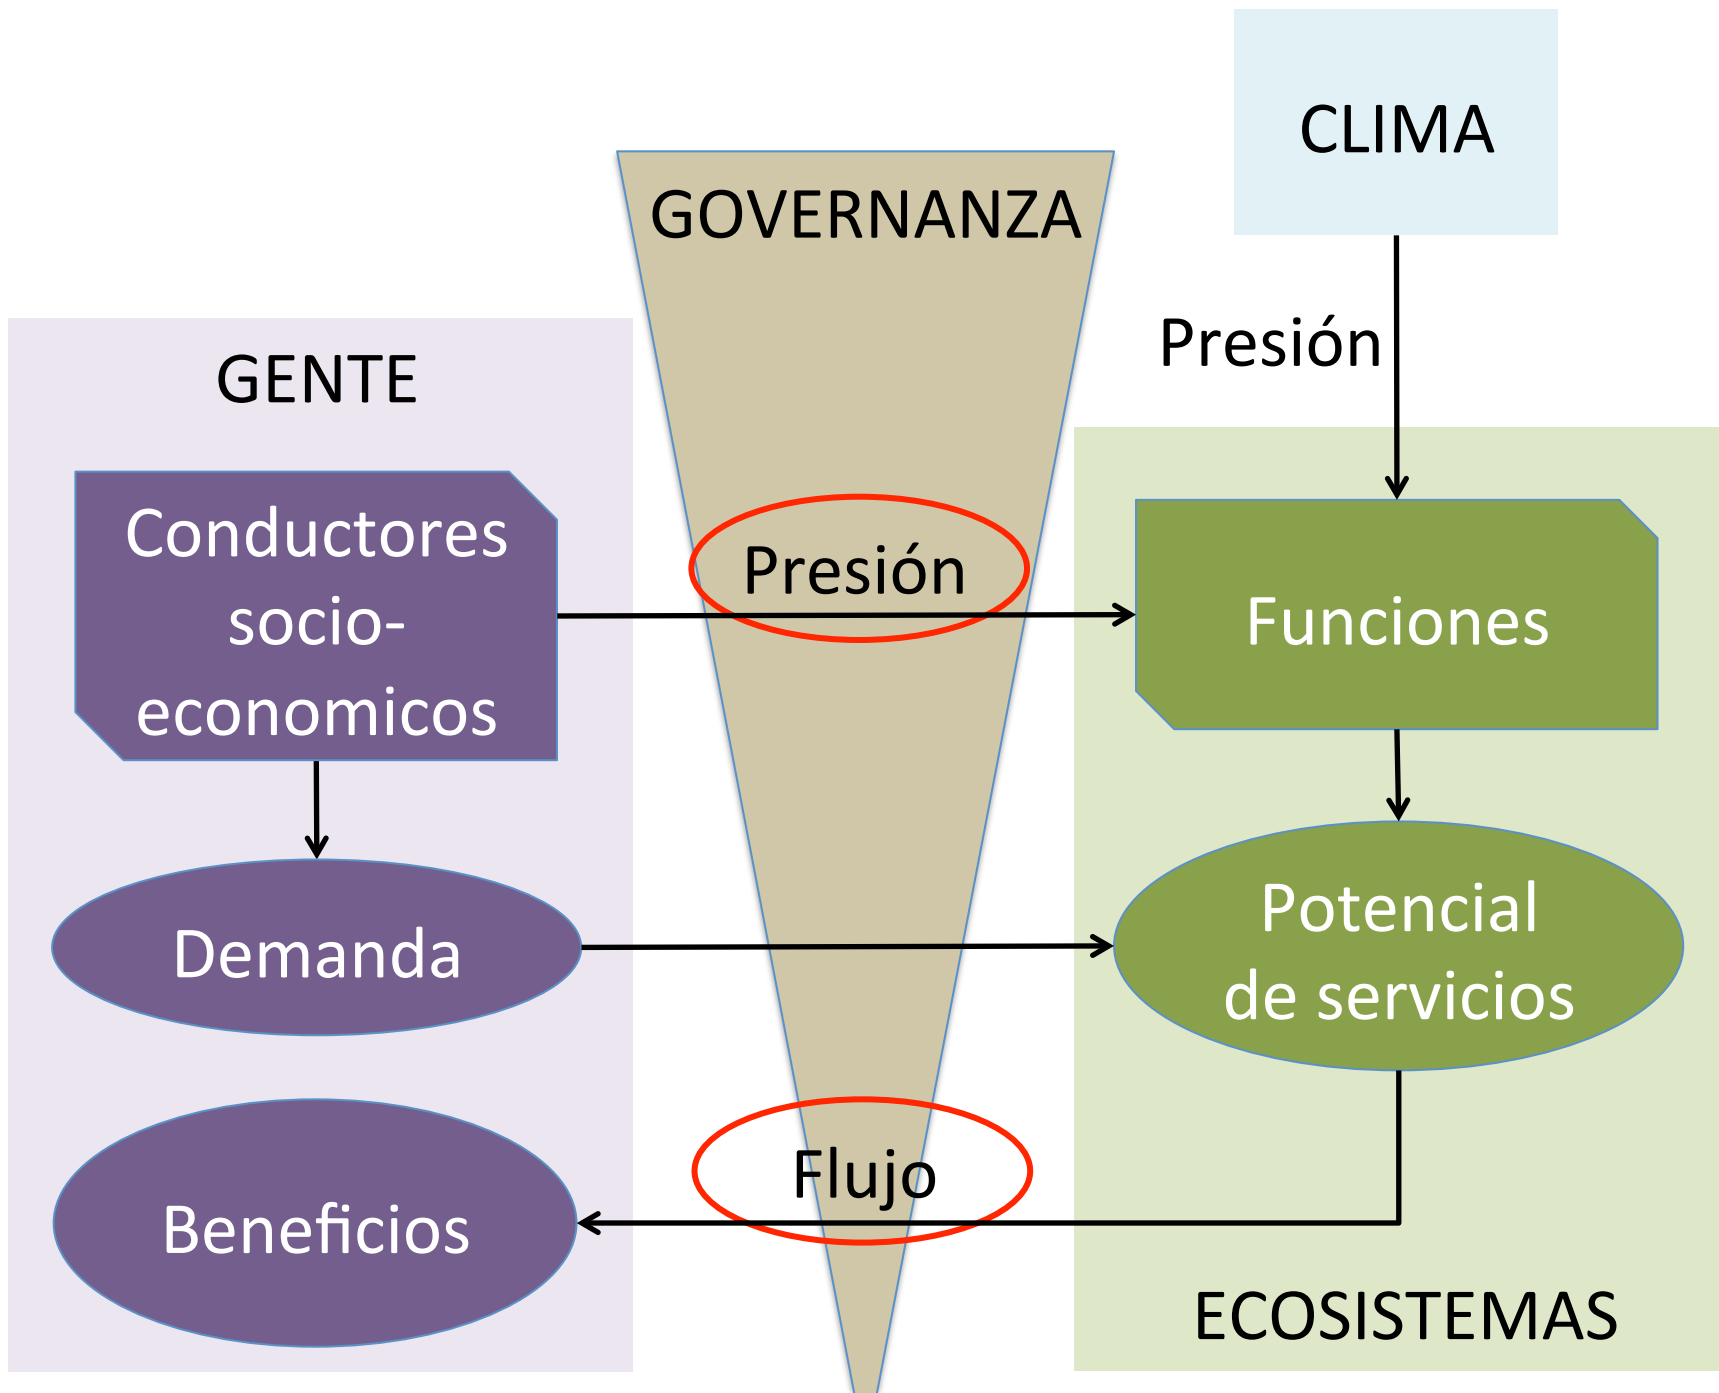 CLIMA
GOVERNANZA
Presión
GENTE
Conductores
socio-
economicos
Presión
Funciones
Demanda
Potencial
de servicios
Flujo
Beneficios
ECOSISTEMAS